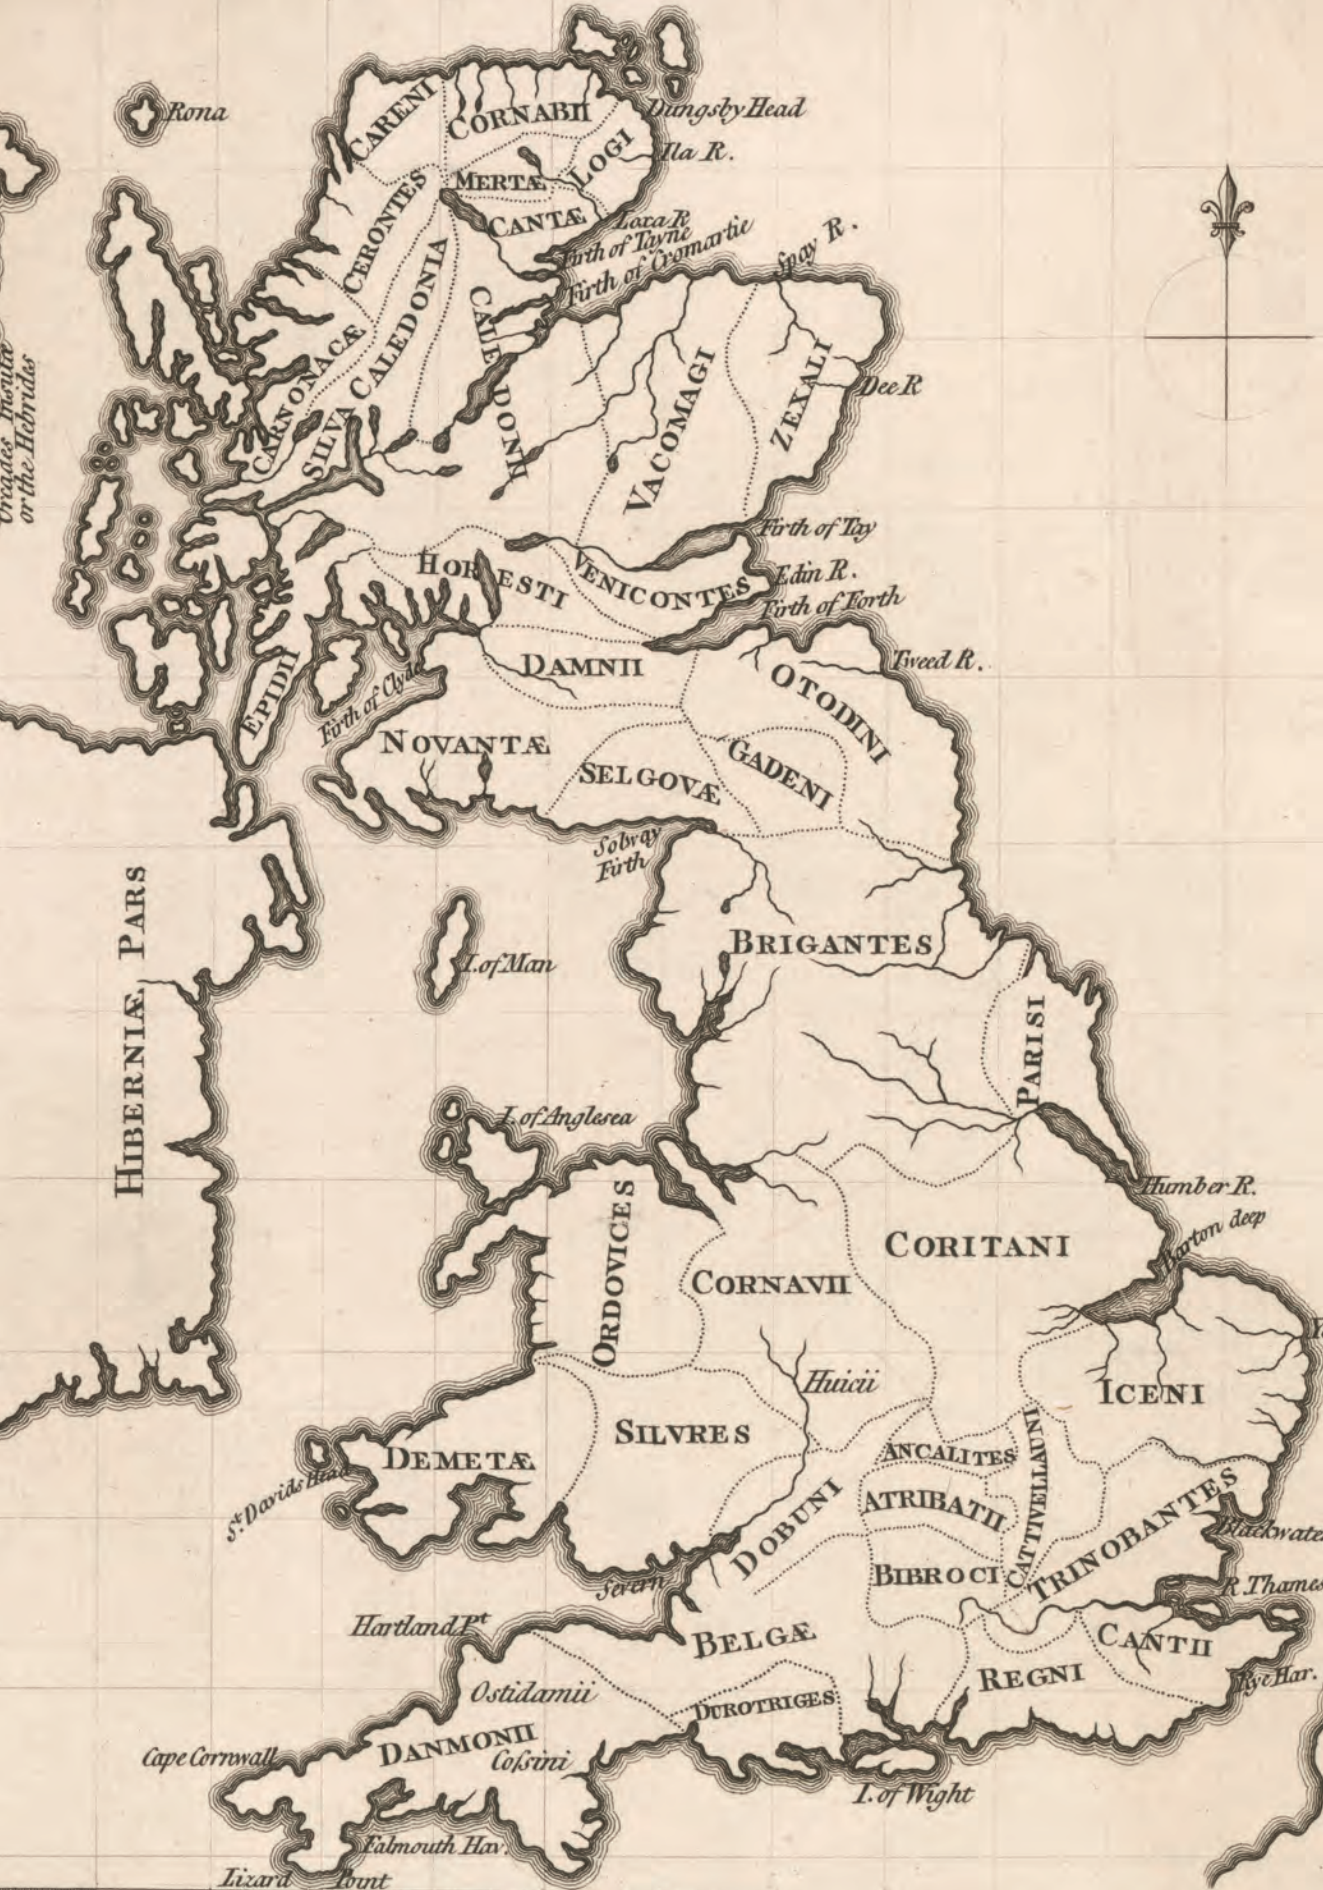 Rona
Dungsby Head
CARENI
CORNABII
LOGI
Ila R.
MERTÆ
CANTÆ
CERONTES
Loxa R
Firth of Tayne
Firth of Cromartie
Spay R.
SILVA CALEDONIA
CALEDONII
CARNONACÆ
VACOMAGI
ZEXALI
Dee R
Orcades Insulæ
or the Hebrides
Firth of Tay
HORESTI
VENICONTES
Edin R.
Firth of Forth
DAMNII
Tweed R.
OTODINI
EPIDII
Firth of Clyde
NOVANTÆ
SELGOVÆ
GADENI
Solway
Firth
HIBERNIÆ PARS
BRIGANTES
I. of Man
PARISI
I. of Anglesea
Humber R.
Barton deep
ORDOVICES
CORNAVII
CORITANI
Huicii
ICENI
SILVRES
ANCALITES
CATTIVELLAUNI
DEMETÆ
ATRIBATII
St. Davids Head
DOBUNI
TRINOBANTES
Blackwate
BIBROCI
Severn
R. Thames
Hartland Pt
BELGÆ
CANTII
REGNI
Rye Har.
Ostidamii
DUROTRIGES
DANMONII
Cofsini
Cape Cornwall
I. of Wight
Falmouth Hav.
Lizard Point